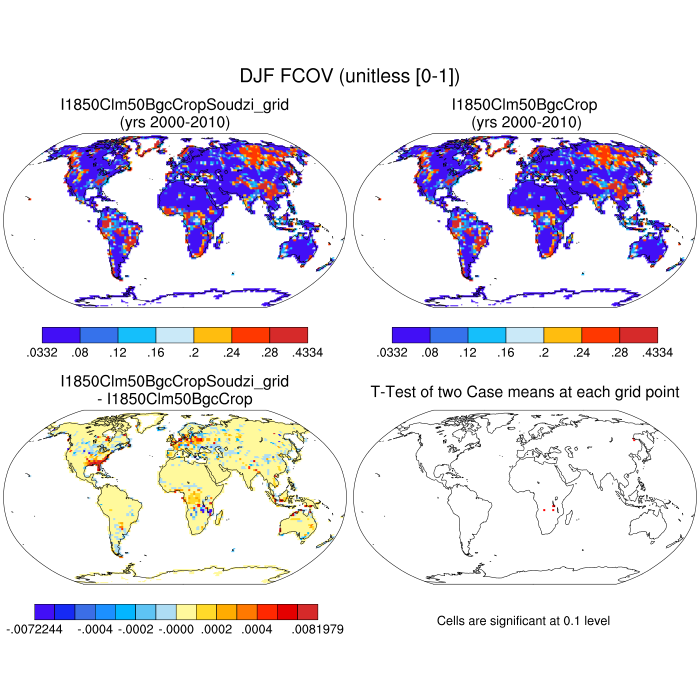 DJF FCOV (unitless [0-1])
I1850Clm50BgcCropSoudzi_grid
(yrs 2000-2010)
I1850Clm50BgcCrop
(yrs 2000-2010)
.0332 .08 .12 .16 .2 .24 .28 .4334
.0332 .08 .12 .16 .2 .24 .28 .4334
I1850Clm50BgcCropSoudzi_grid
- I1850Clm50BgcCrop
T-Test of two Case means at each grid point
-.0072244 -.0004 -.0002 -.0000 .0002 .0004 .0081979
Cells are significant at 0.1 level